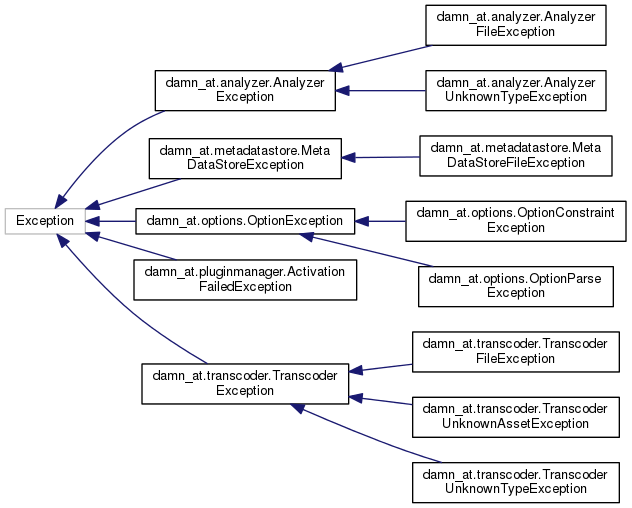 damn_at.analyzer.Analyzer
FileException
damn_at.analyzer.Analyzer
Exception
damn_at.analyzer.Analyzer
UnknownTypeException
damn_at.metadatastore.Meta
DataStoreException
damn_at.metadatastore.Meta
DataStoreFileException
Exception
damn_at.options.OptionException
damn_at.options.OptionConstraint
Exception
damn_at.pluginmanager.Activation
FailedException
damn_at.options.OptionParse
Exception
damn_at.transcoder.Transcoder
FileException
damn_at.transcoder.Transcoder
Exception
damn_at.transcoder.Transcoder
UnknownAssetException
damn_at.transcoder.Transcoder
UnknownTypeException